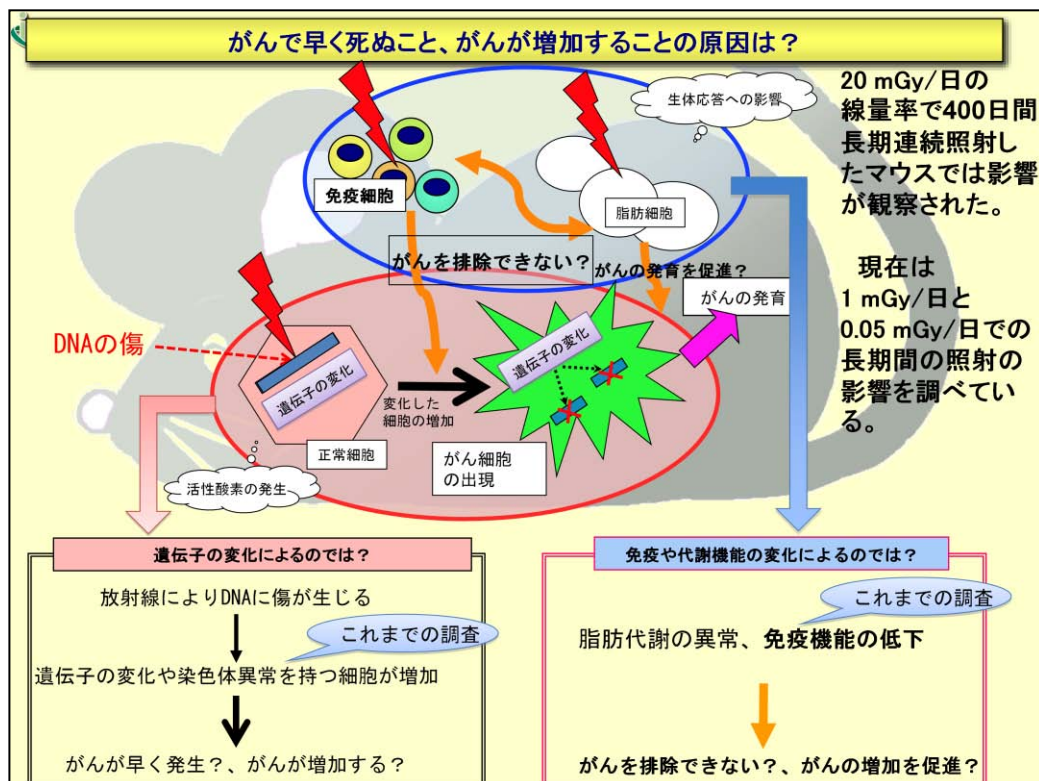 がんで早く死ぬこと、がんが増加することの原因は？
20 mGy/日の
線量率で400日間
長期連続照射し
たマウスでは影響
が観察された。
現在は
1 mGy/日と
0.05 mGy/日での
長期間の照射の
影響を調べてい
る。
生体応答への影響
免疫細胞
脂肪細胞
がんを排除できない？
がんの発育を促進？
がんの発育
DNAの傷
遺伝子の変化
正常細胞
活性酸素の発生
変化した
細胞の増加
遺伝子の変化
がん細胞
の出現
遺伝子の変化によるのでは？
放射線によりDNAに傷が生じる
これまでの調査
遺伝子の変化や染色体異常を持つ細胞が増加
がんが早く発生？、がんが増加する？
免疫や代謝機能の変化によるのでは？
これまでの調査
脂肪代謝の異常、免疫機能の低下
がんを排除できない？、がんの増加を促進？